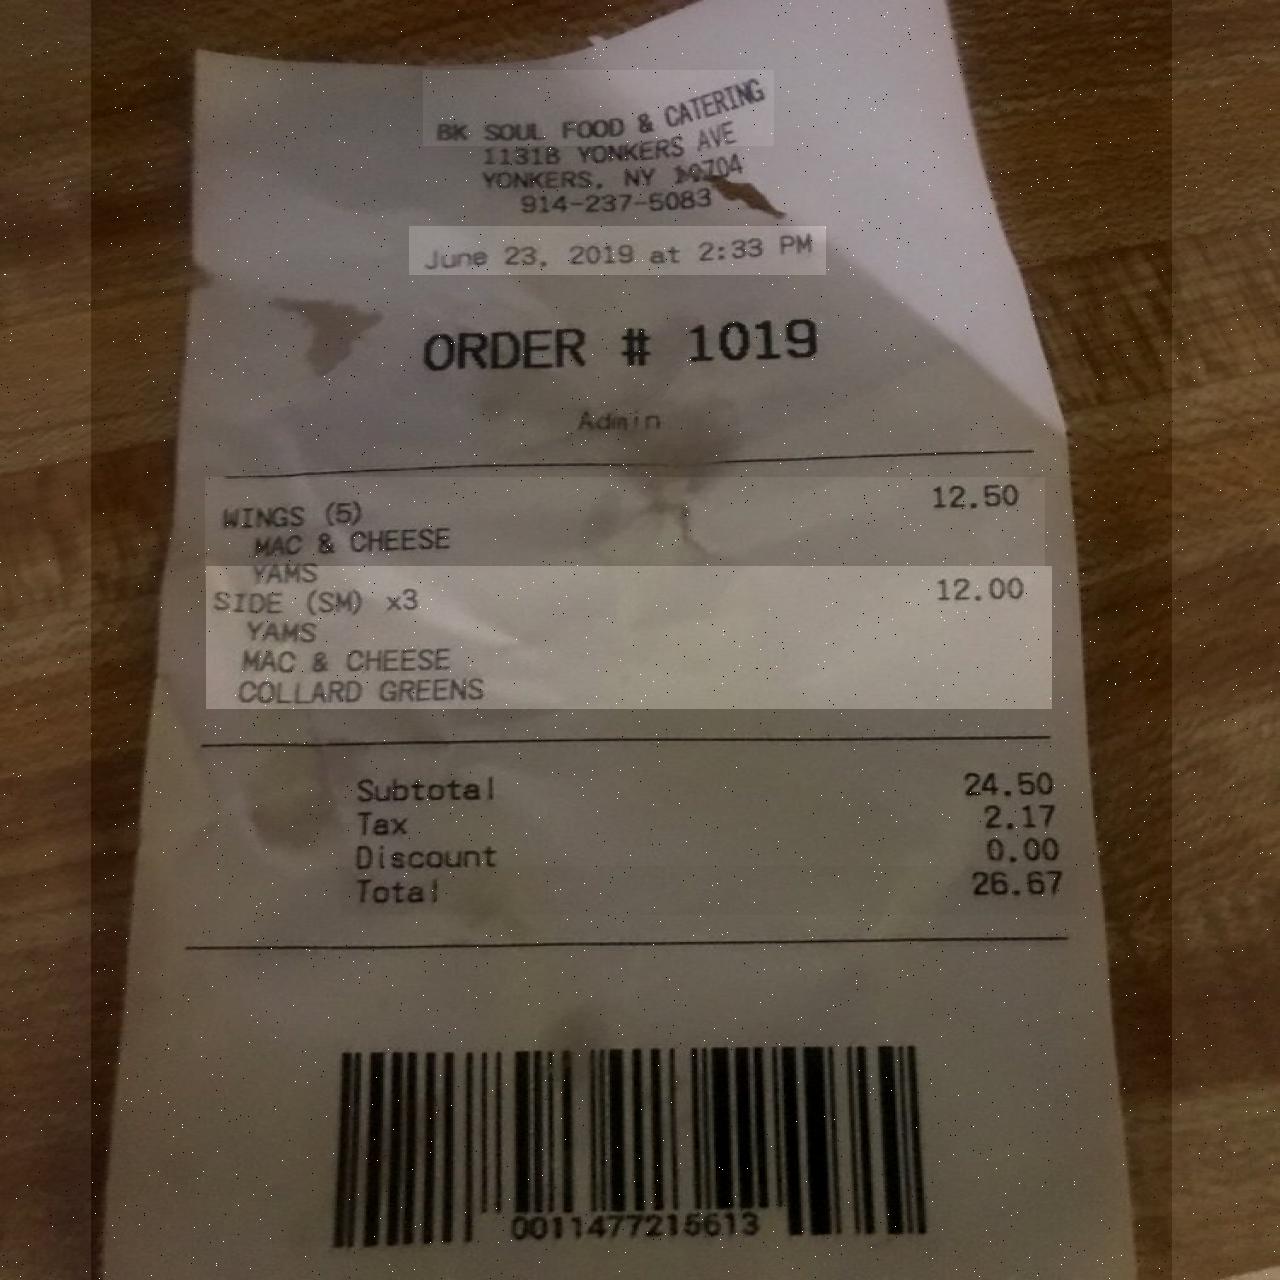 BK SOUL FOOD & CATERING
1131B YONKERS AVE
YONKERS, NY 10704
914-237-5083
June 23, 2019 at 2:33 PM
ORDER # 1019
Admin
WINGS (5) 12.50
MAC & CHEESE
YAMS
SIDE (SM) x3 12.00
YAMS
MAC & CHEESE
COLLARD GREENS
Subtotal 24.50
Tax 2.17
Discount 0.00
Total 26.67
0011477215613